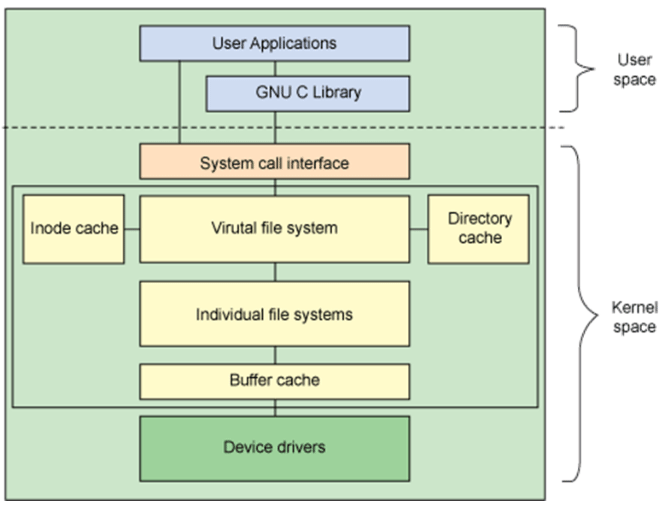 User Applications
User
space
GNU C Library
System call interface
Inode cache
Virutal file system
Directory
cache
Individual file systems
Kernel
space
Buffer cache
Device drivers